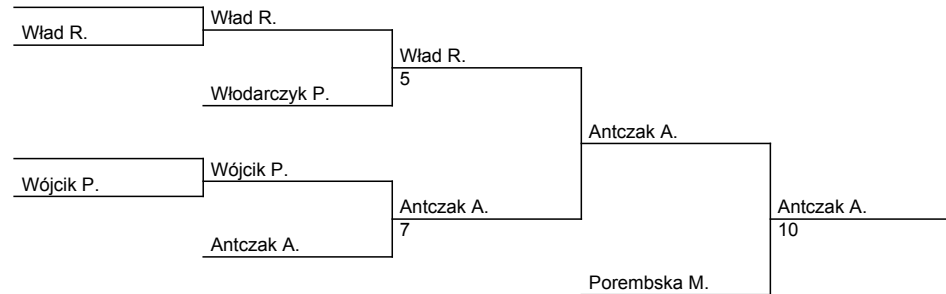 Wład R.
Wład R.
Wład R.
5
Włodarczyk P.
Antczak A.
Wójcik P.
Wójcik P.
Antczak A.
7
Antczak A.
10
Antczak A.
Porembska M.